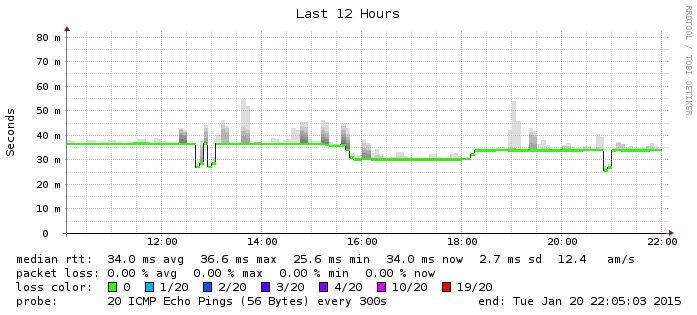 Last 12 Hours
RRDTOOL / TOBI OETIKER
Seconds
80 m
70 m
60 m
50 m
40 m
30 m
20 m
10 m
0
12:00 14:00 16:00 18:00 20:00 22:00
median rtt: 34.0 ms avg 36.6 ms max 25.6 ms min 34.0 ms now 2.7 ms sd 12.4 am/s
packet loss: 0.00 % avg 0.00 % max 0.00 % min 0.00 % now
loss color: 0 1/20 2/20 3/20 4/20 10/20 19/20
probe: 20 ICMP Echo Pings (56 Bytes) every 300s end: Tue Jan 20 22:05:03 2015